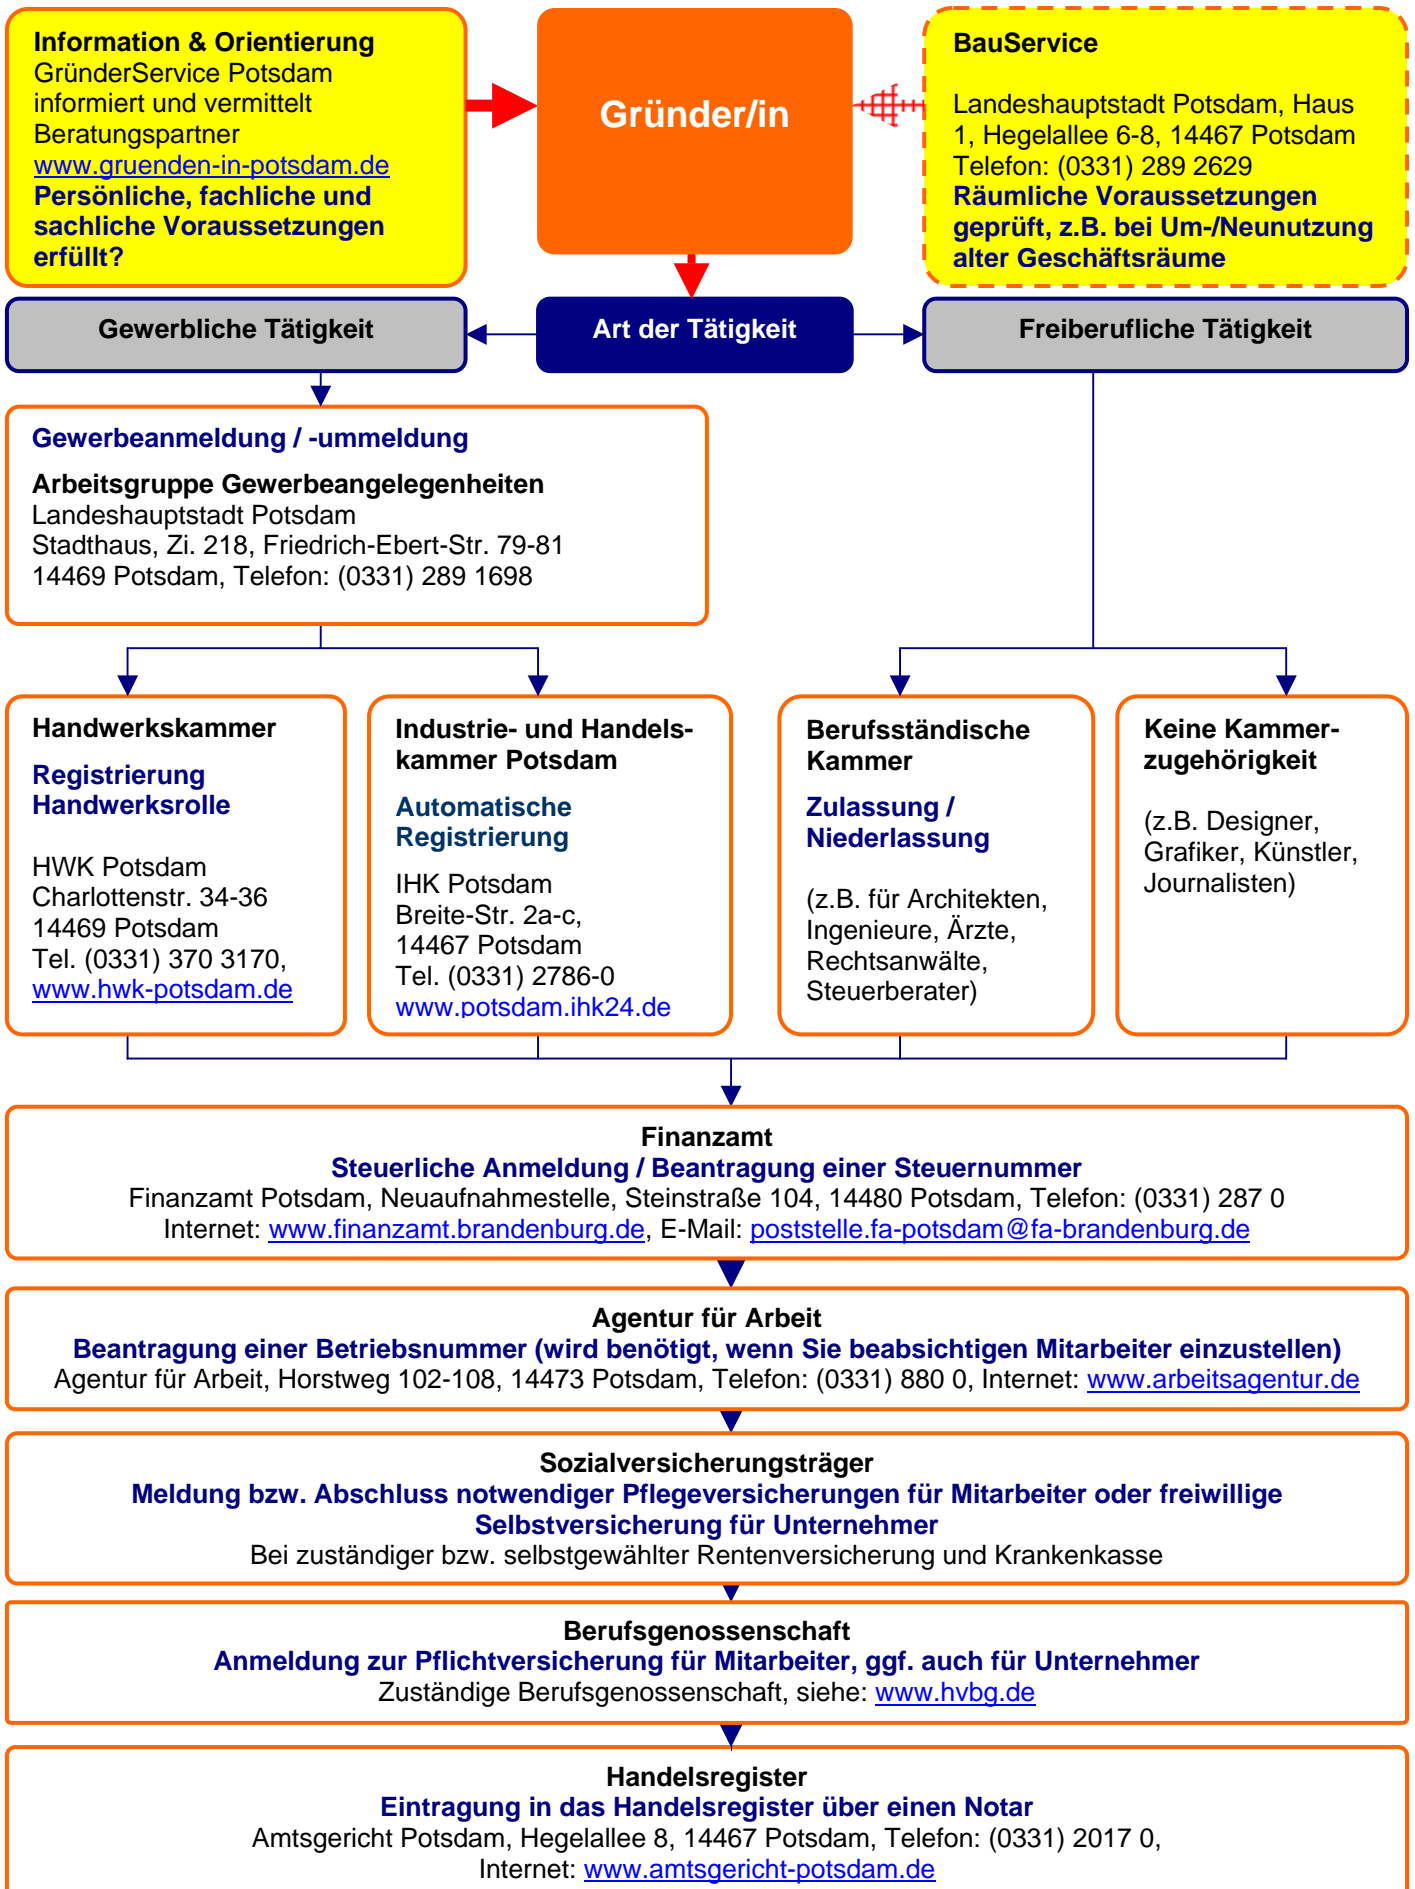 Information & Orientierung
GründerService Potsdam
informiert und vermittelt
Beratungspartner
www.gruenden-in-potsdam.de
Persönliche, fachliche und
sachliche Voraussetzungen
erfüllt?
Gründer/in
BauService
Landeshauptstadt Potsdam, Haus
1, Hegelallee 6-8, 14467 Potsdam
Telefon: (0331) 289 2629
Räumliche Voraussetzungen
geprüft, z.B. bei Um-/Neunutzung
alter Geschäftsräume
Gewerbliche Tätigkeit
Art der Tätigkeit
Freiberufliche Tätigkeit
Gewerbeanmeldung / -ummeldung
Arbeitsgruppe Gewerbeangelegenheiten
Landeshauptstadt Potsdam
Stadthaus, Zi. 218, Friedrich-Ebert-Str. 79-81
14469 Potsdam, Telefon: (0331) 289 1698
Handwerkskammer
Registrierung
Handwerksrolle
HWK Potsdam
Charlottenstr. 34-36
14469 Potsdam
Tel. (0331) 370 3170,
www.hwk-potsdam.de
Industrie- und Handels-
kammer Potsdam
Automatische
Registrierung
IHK Potsdam
Breite-Str. 2a-c,
14467 Potsdam
Tel. (0331) 2786-0
www.potsdam.ihk24.de
Berufsständische
Kammer
Zulassung /
Niederlassung
(z.B. für Architekten,
Ingenieure, Ärzte,
Rechtsanwälte,
Steuerberater)
Keine Kammer-
zugehörigkeit
(z.B. Designer,
Grafiker, Künstler,
Journalisten)
Finanzamt
Steuerliche Anmeldung / Beantragung einer Steuernummer
Finanzamt Potsdam, Neuaufnahmestelle, Steinstraße 104, 14480 Potsdam, Telefon: (0331) 287 0
Internet: www.finanzamt.brandenburg.de, E-Mail: poststelle.fa-potsdam@fa-brandenburg.de
Agentur für Arbeit
Beantragung einer Betriebsnummer (wird benötigt, wenn Sie beabsichtigen Mitarbeiter einzustellen)
Agentur für Arbeit, Horstweg 102-108, 14473 Potsdam, Telefon: (0331) 880 0, Internet: www.arbeitsagentur.de
Sozialversicherungsträger
Meldung bzw. Abschluss notwendiger Pflegeversicherungen für Mitarbeiter oder freiwillige
Selbstversicherung für Unternehmer
Bei zuständiger bzw. selbstgewählter Rentenversicherung und Krankenkasse
Berufsgenossenschaft
Anmeldung zur Pflichtversicherung für Mitarbeiter, ggf. auch für Unternehmer
Zuständige Berufsgenossenschaft, siehe: www.hvbg.de
Handelsregister
Eintragung in das Handelsregister über einen Notar
Amtsgericht Potsdam, Hegelallee 8, 14467 Potsdam, Telefon: (0331) 2017 0,
Internet: www.amtsgericht-potsdam.de